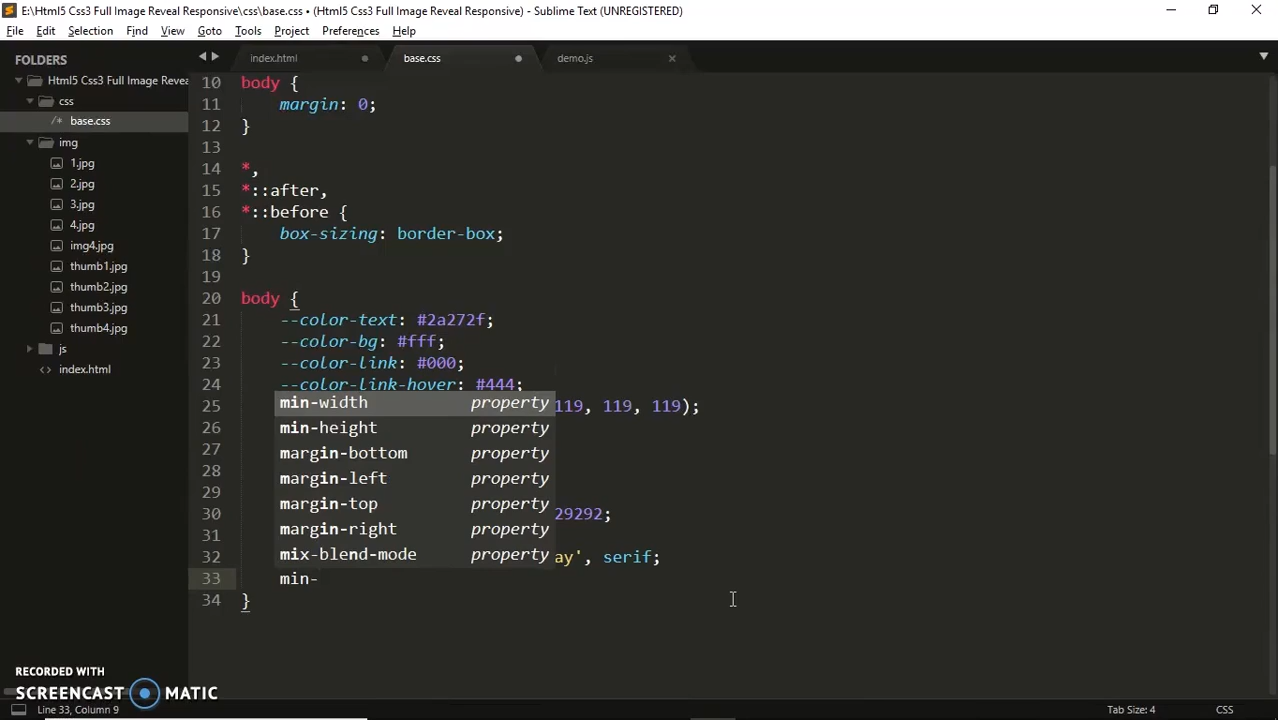 E:\Html5 Css3 Full Image Reveal Responsive\css\base.css • (Html5 Css3 Full Image Reveal Responsive) - Sublime Text (UNREGISTERED)
File Edit Selection Find View Goto Tools Project Preferences Help
FOLDERS
Html5 Css3 Full Image Revea
css
/* base.css
img
1.jpg
2.jpg
3.jpg
4.jpg
img4.jpg
thumb1.jpg
thumb2.jpg
thumb3.jpg
thumb4.jpg
js
index.html
index.html base.css demo.js
10 body {
11 margin: 0;
12 }
13
14 *,
15 *::after,
16 *::before {
17 box-sizing: border-box;
18 }
19
20 body {
21 --color-text: #2a272f;
22 --color-bg: #fff;
23 --color-link: #000;
24 --color-link-hover: #444;
25 119, 119, 119);
26
27
28
29
30 29292;
31
32 ay', serif;
33 min-
34 }
min-width property
min-height property
margin-bottom property
margin-left property
margin-top property
margin-right property
mix-blend-mode property
RECORDED WITH
SCREENCAST MATIC
Line 33, Column 9 Tab Size: 4 CSS